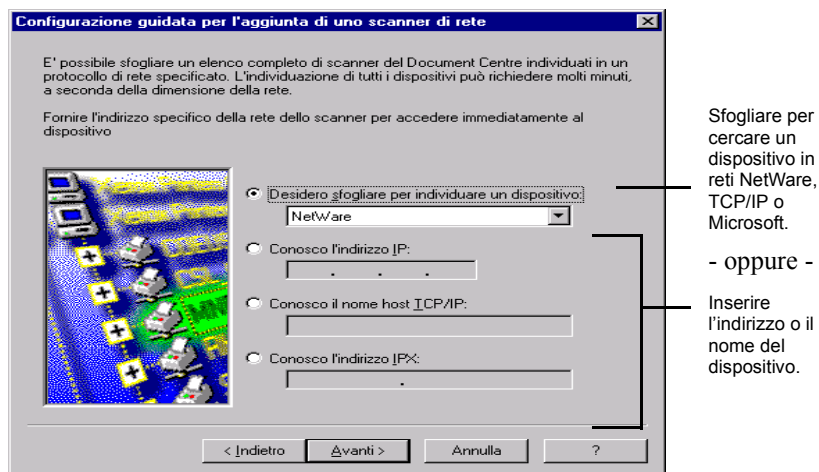 Configurazione guidata per l'aggiunta di uno scanner di rete
E' possibile sfogliare un elenco completo di scanner del Document Centre individuati in un
protocollo di rete specificato. L'individuazione di tutti i dispositivi può richiedere molti minuti,
a seconda della dimensione della rete.
Fornire l'indirizzo specifico della rete dello scanner per accedere immediatamente al
dispositivo
Desidero sfogliare per individuare un dispositivo:
NetWare
Conosco l'indirizzo IP:
. . .
Conosco il nome host TCP/IP:
Conosco l'indirizzo IPX:
.
< Indietro
Avanti >
Annulla
?
Sfogliare per
cercare un
dispositivo in
reti NetWare,
TCP/IP o
Microsoft.
- oppure -
Inserire
l’indirizzo o il
nome del
dispositivo.